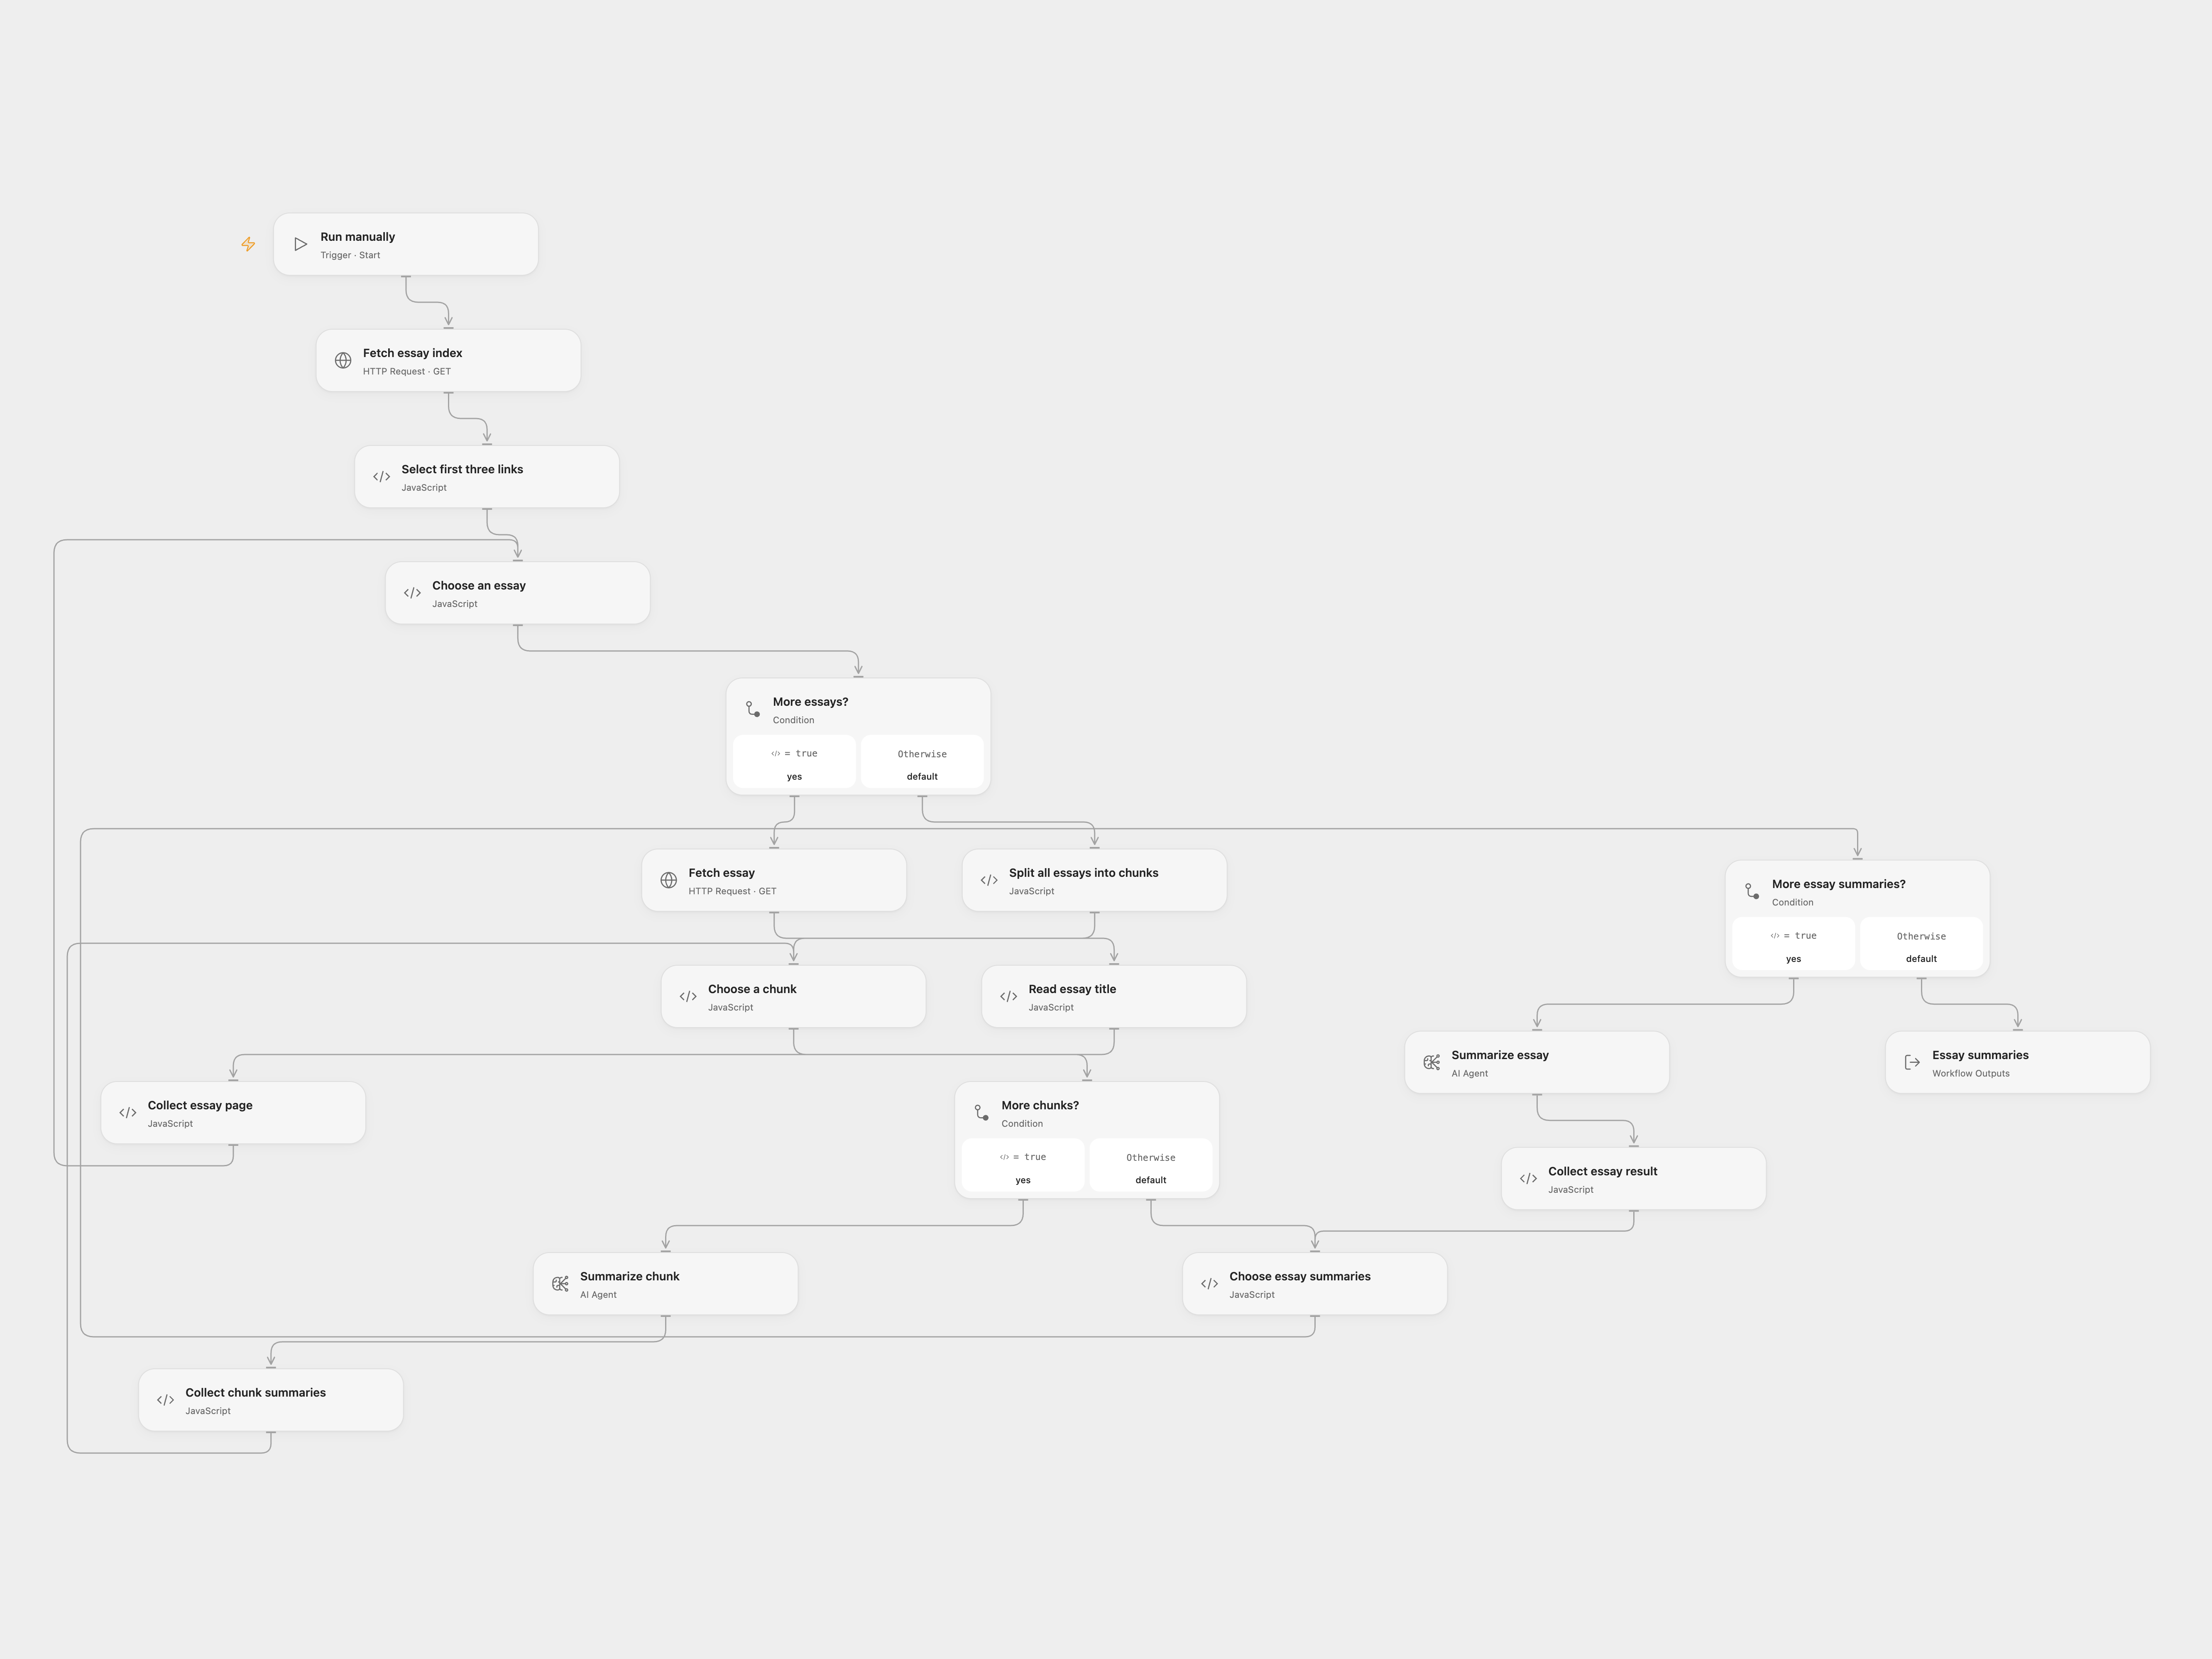 Run manually
Trigger · Start
Fetch essay index
HTTP Request · GET
Select first three links
JavaScript
Choose an essay
JavaScript
More essays?
Condition
</> = true
yes
Otherwise
default
Fetch essay
HTTP Request · GET
Split all essays into chunks
JavaScript
More essay summaries?
Condition
</> = true
yes
Otherwise
default
Choose a chunk
JavaScript
Read essay title
JavaScript
Summarize essay
AI Agent
Essay summaries
Workflow Outputs
Collect essay page
JavaScript
More chunks?
Condition
</> = true
yes
Otherwise
default
Collect essay result
JavaScript
Summarize chunk
AI Agent
Choose essay summaries
JavaScript
Collect chunk summaries
JavaScript